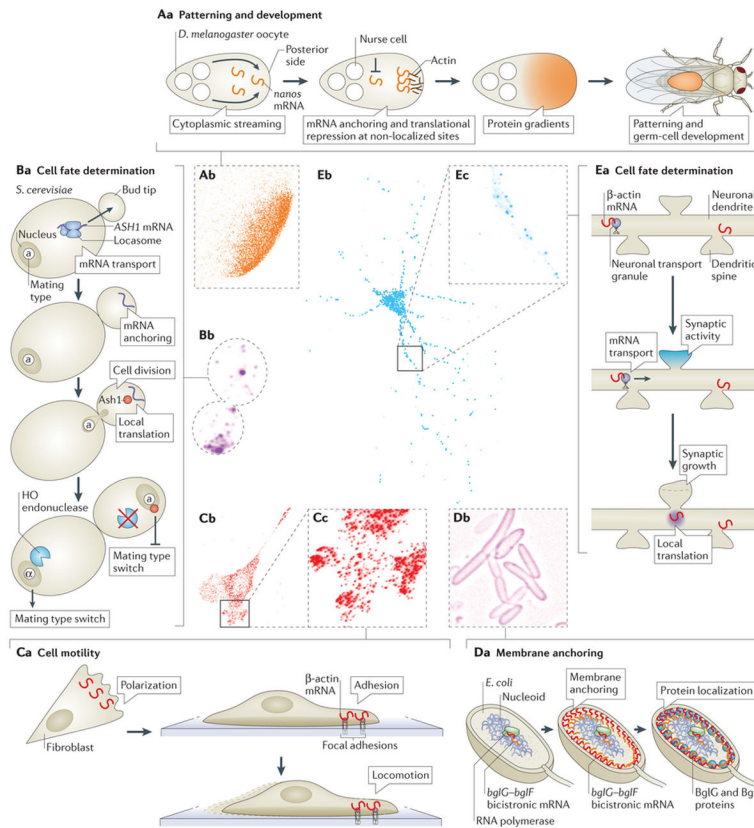 Aa Patterning and development
D. melanogaster oocyte
Posterior
side
nanos
mRNA
Cytoplasmic streaming
Nurse cell
Actin
mRNA anchoring and translational
repression at non-localized sites
Protein gradients
Patterning and
germ-cell development
Ba Cell fate determination
S. cerevisiae
Bud tip
Nucleus
ASH1 mRNA
Locasome
a
Mating
type
mRNA transport
mRNA
anchoring
a
Cell division
Ash1
a
Local
translation
HO
endonuclease
a
Mating type
switch
α
Mating type switch
Ab
Bb
Eb
Ec
Cb
Cc
Db
Ea Cell fate determination
β-actin
mRNA
Neuronal
dendrite
Neuronal transport
granule
Dendritic
spine
mRNA
transport
Synaptic
activity
Synaptic
growth
Local
translation
Ca Cell motility
Polarization
Fibroblast
β-actin
mRNA
Adhesion
Focal adhesions
Locomotion
Da Membrane anchoring
E. coli
Nucleoid
bglG–bglF
bicistronic mRNA
RNA polymerase
Membrane
anchoring
bglG–bglF
bicistronic mRNA
Protein localization
BglG and Bg
proteins